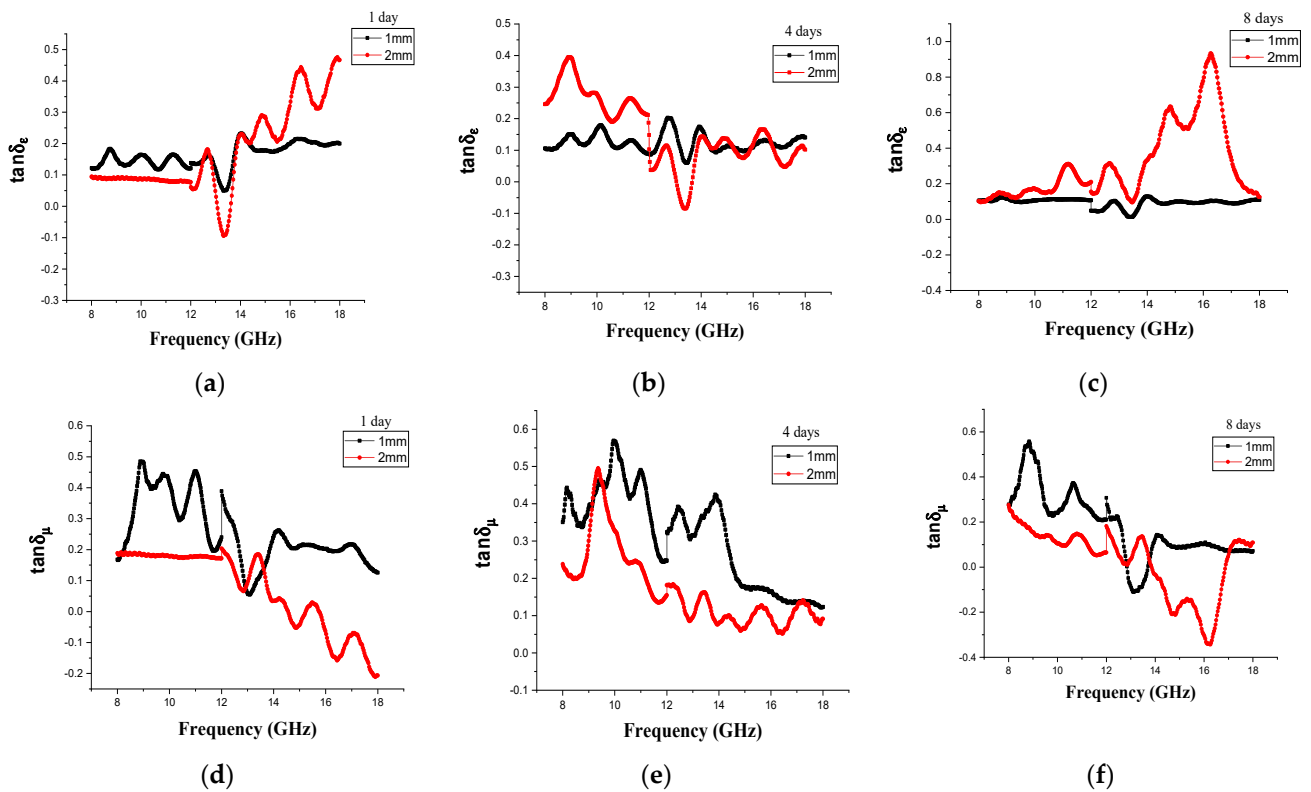 1 day
1mm
2mm
tanδε
0.5
0.4
0.3
0.2
0.1
0.0
-0.1
-0.2
-0.3
8 10 12 14 16 18
Frequency (GHz)
(a)
4 days
1mm
2mm
tanδε
0.5
0.4
0.3
0.2
0.1
0.0
-0.1
-0.2
-0.3
8 10 12 14 16 18
Frequency (GHz)
(b)
8 days
1mm
2mm
tanδε
1.0
0.8
0.6
0.4
0.2
0.0
-0.2
-0.4
8 10 12 14 16 18
Frequency (GHz)
(c)
1 day
1mm
2mm
tanδμ
0.6
0.5
0.4
0.3
0.2
0.1
0.0
-0.1
-0.2
8 10 12 14 16 18
Frequency (GHz)
(d)
4 days
1mm
2mm
tanδμ
0.6
0.5
0.4
0.3
0.2
0.1
0.0
-0.1
8 10 12 14 16 18
Frequency (GHz)
(e)
8 days
1mm
2mm
tanδμ
0.6
0.4
0.2
0.0
-0.2
-0.4
8 10 12 14 16 18
Frequency (GHz)
(f)